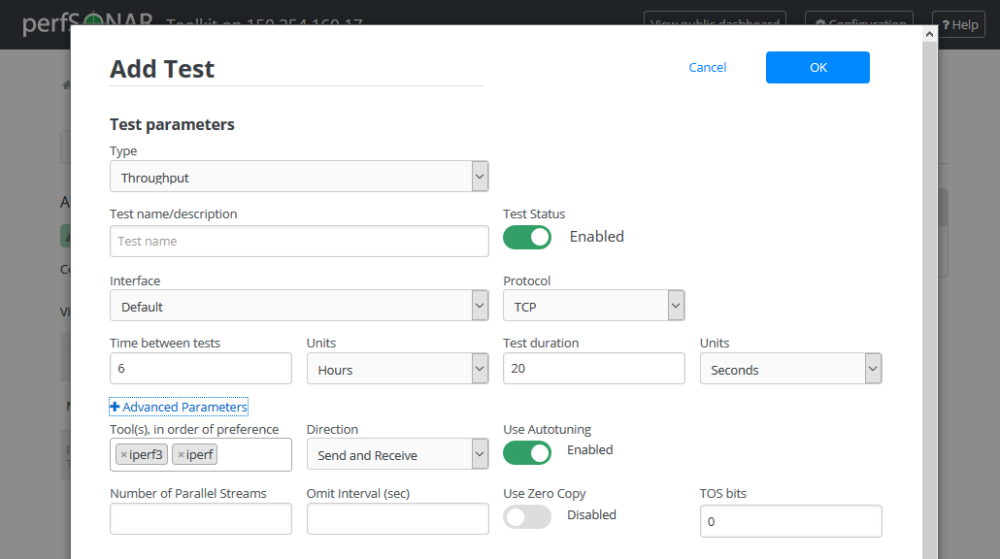 perfSONAR Toolkit on 150.254.160.17 View public dashboard Configuration ? Help
Add Test
Cancel
OK
Test parameters
Type
Throughput
Test name/description
Test Status
Test name
Enabled
Interface
Protocol
Default
TCP
Time between tests
Units
Test duration
Units
6
Hours
20
Seconds
+ Advanced Parameters
Tool(s), in order of preference
Direction
Use Autotuning
×iperf3
×iperf
Send and Receive
Enabled
Number of Parallel Streams
Omit Interval (sec)
Use Zero Copy
TOS bits
Disabled
0